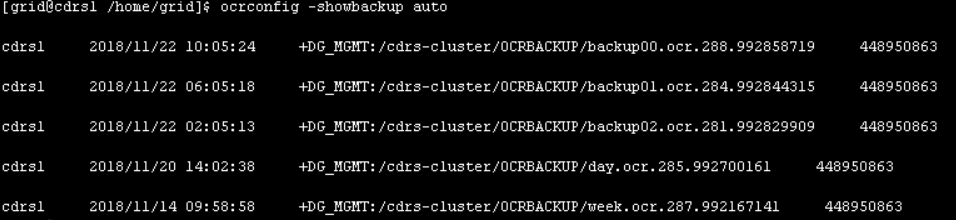 [grid@cdrs1 /home/grid]$ ocrconfig -showbackup auto
cdrs1 2018/11/22 10:05:24 +DG_MGMT:/cdrs-cluster/OCRBACKUP/backup00.ocr.288.992858719 448950863
cdrs1 2018/11/22 06:05:18 +DG_MGMT:/cdrs-cluster/OCRBACKUP/backup01.ocr.284.992844315 448950863
cdrs1 2018/11/22 02:05:13 +DG_MGMT:/cdrs-cluster/OCRBACKUP/backup02.ocr.281.992829909 448950863
cdrs1 2018/11/20 14:02:38 +DG_MGMT:/cdrs-cluster/OCRBACKUP/day.ocr.285.992700161 448950863
cdrs1 2018/11/14 09:58:58 +DG_MGMT:/cdrs-cluster/OCRBACKUP/week.ocr.287.992167141 448950863